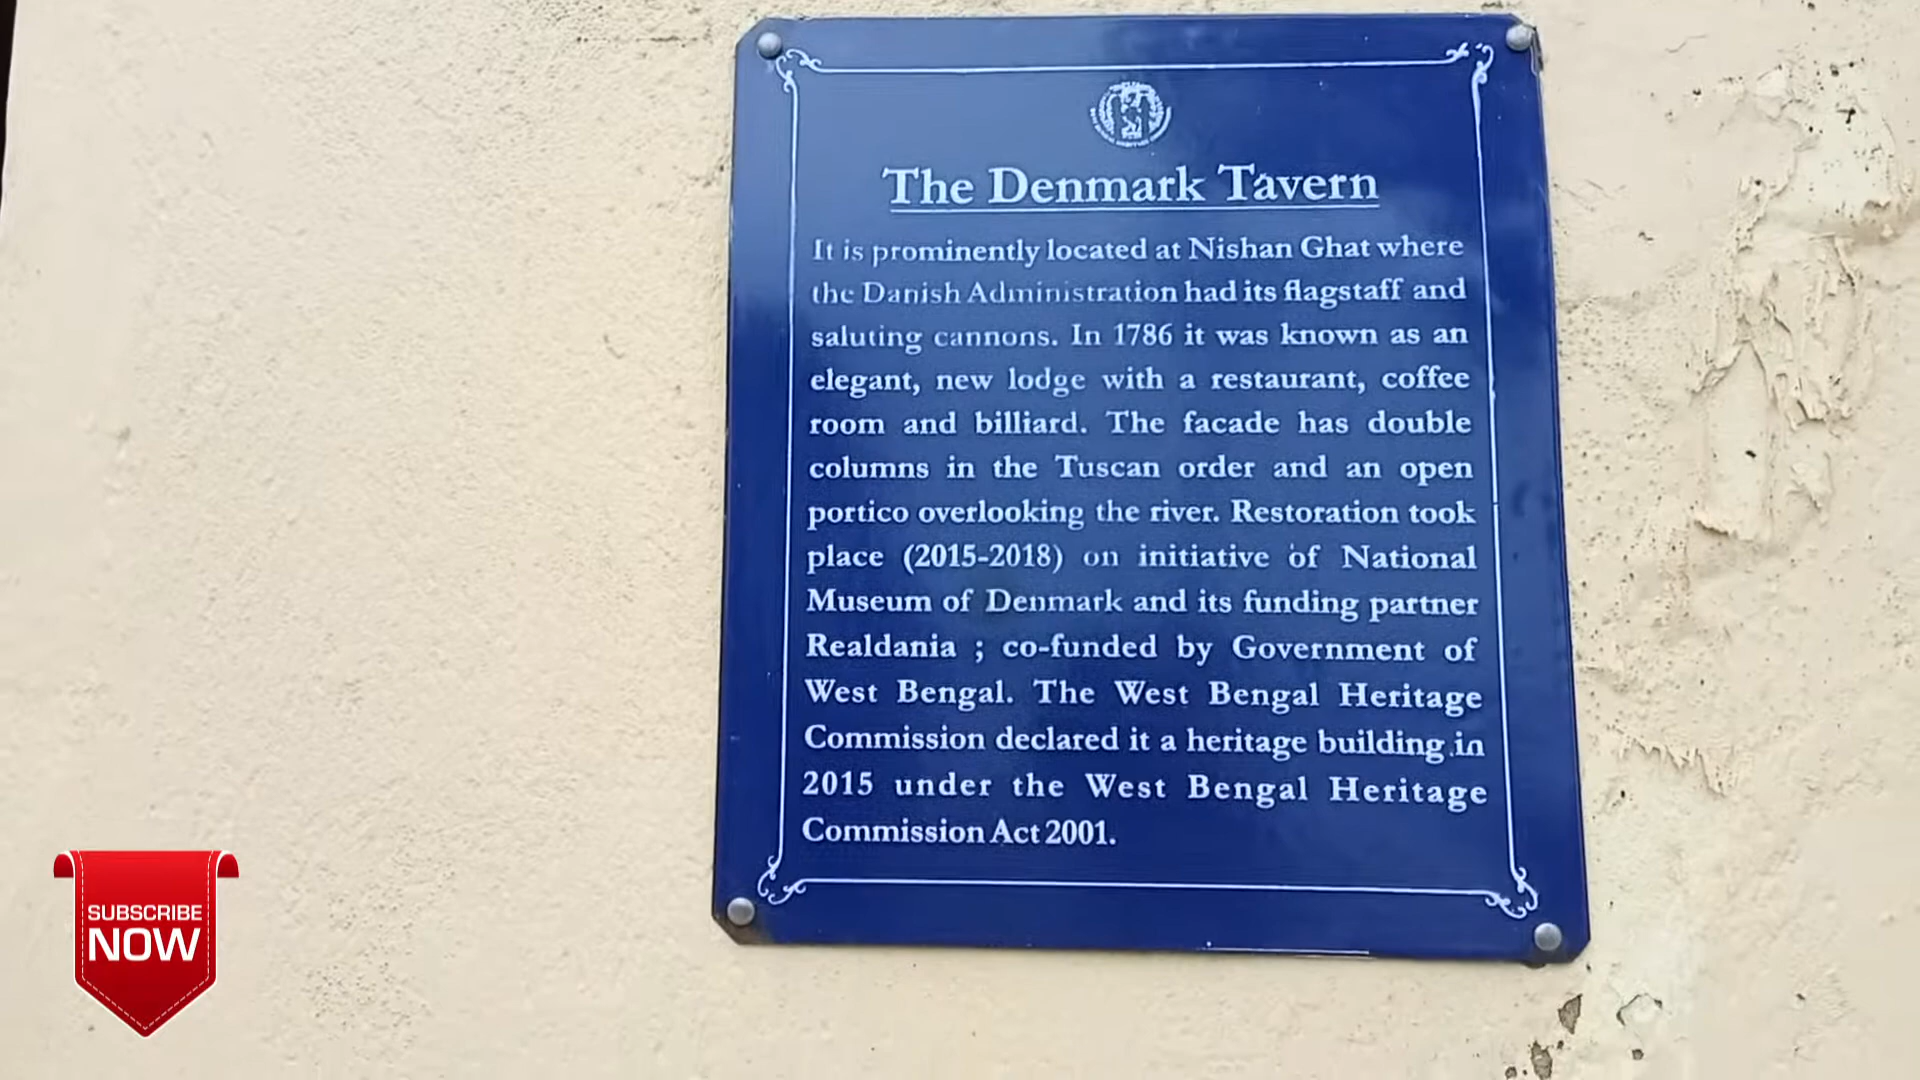 The Denmark Tavern
It is prominently located at Nishan Ghat where
the Danish Administration had its flagstaff and
saluting cannons. In 1786 it was known as an
elegant, new lodge with a restaurant, coffee
room and billiard. The facade has double
columns in the Tuscan order and an open
portico overlooking the river. Restoration took
place (2015-2018) on initiative of National
Museum of Denmark and its funding partner
Realdania ; co-funded by Government of
West Bengal. The West Bengal Heritage
Commission declared it a heritage building in
2015 under the West Bengal Heritage
Commission Act 2001.
SUBSCRIBE
NOW